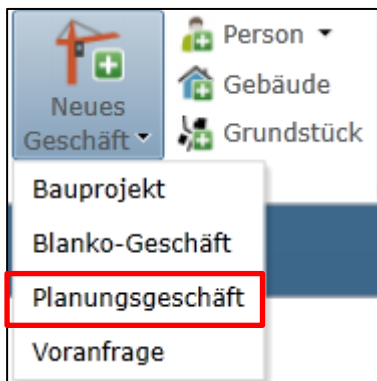 Neues
Geschäft
Person
Gebäude
Grundstück
Bauprojekt
Blanko-Geschäft
Planungsgeschäft
Voranfrage